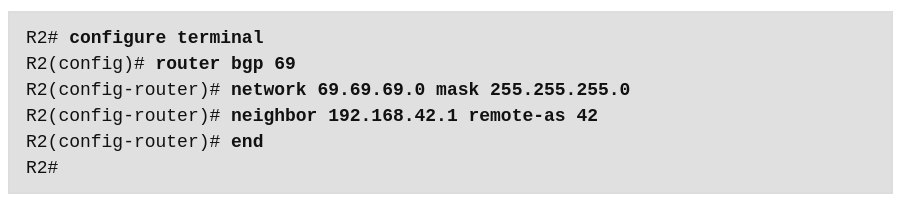 R2# configure terminal
R2(config)# router bgp 69
R2(config-router)# network 69.69.69.0 mask 255.255.255.0
R2(config-router)# neighbor 192.168.42.1 remote-as 42
R2(config-router)# end
R2#